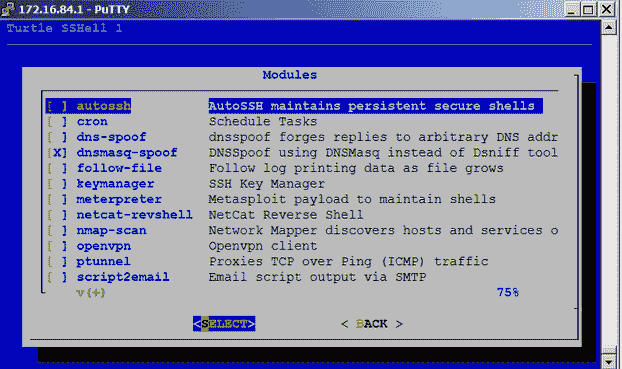 172.16.84.1 - PuTTY
Turtle SSHell 1
Modules
[ ] autossh AutoSSH maintains persistent secure shells
[ ] cron Schedule Tasks
[ ] dns-spoof dnsspoof forges replies to arbitrary DNS addr
[X] dnsmasq-spoof DNSSpoof using DNSMasq instead of Dsniff tool
[ ] follow-file Follow log printing data as file grows
[ ] keymanager SSH Key Manager
[ ] meterpreter Metasploit payload to maintain shells
[ ] netcat-revshell NetCat Reverse Shell
[ ] nmap-scan Network Mapper discovers hosts and services o
[ ] openvpn Openvpn client
[ ] ptunnel Proxies TCP over Ping (ICMP) traffic
[ ] script2email Email script output via SMTP
v(+) 75%
<SELECT> < BACK >